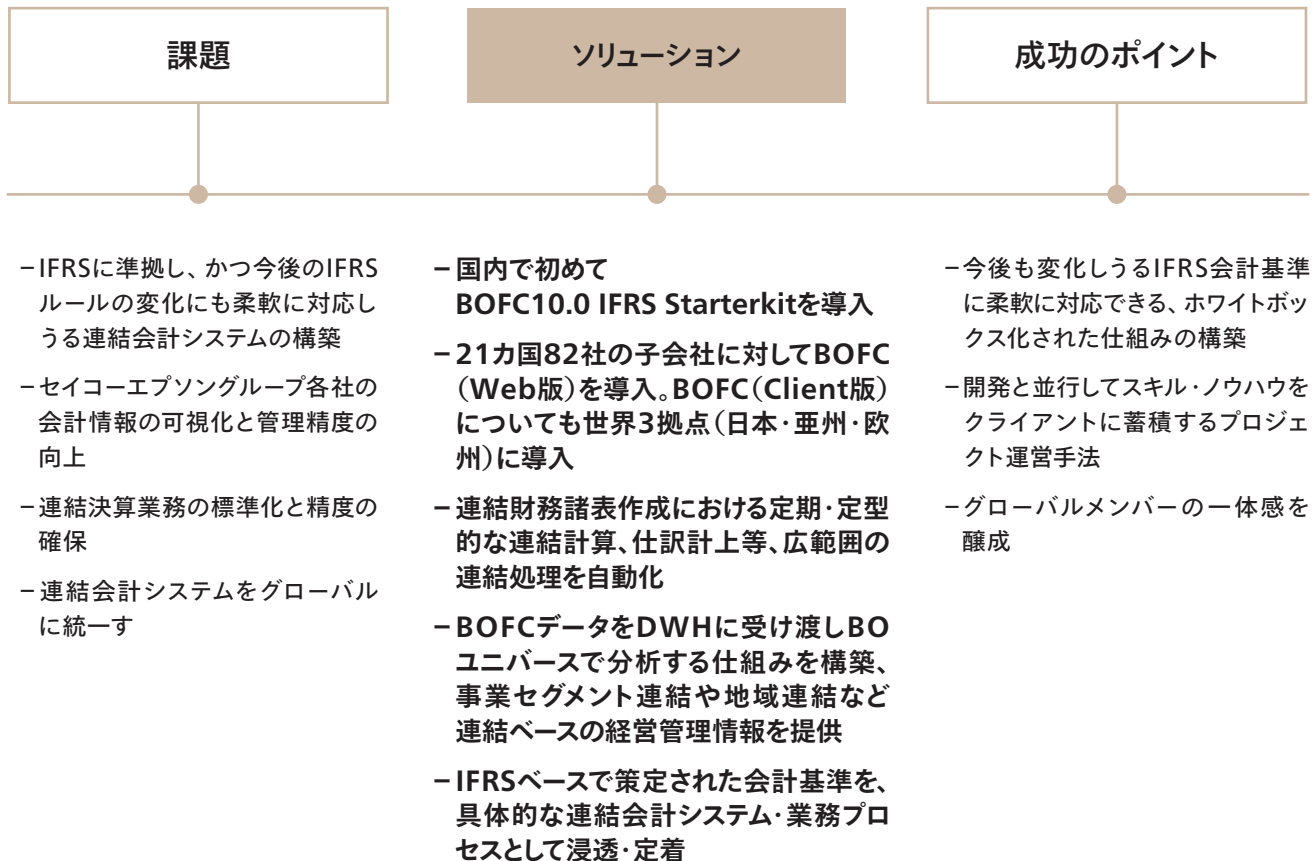 課題
ソリューション
成功のポイント
−IFRSに準拠し、かつ今後のIFRS
ルールの変化にも柔軟に対応し
うる連結会計システムの構築
−セイコーエプソングループ各社の
会計情報の可視化と管理精度の
向上
−連結決算業務の標準化と精度の
確保
−連結会計システムをグローバル
に統一す
−国内で初めて
BOFC10.0 IFRS Starterkitを導入
−21カ国82社の子会社に対してBOFC
（Web版）を導入。BOFC（Client版）
についても世界3拠点（日本･亜州･欧
州）に導入
−連結財務諸表作成における定期･定型
的な連結計算、仕訳計上等、広範囲の
連結処理を自動化
−BOFCデータをDWHに受け渡しBO
ユニバースで分析する仕組みを構築、
事業セグメント連結や地域連結など
連結ベースの経営管理情報を提供
−IFRSベースで策定された会計基準を、
具体的な連結会計システム･業務プロ
セスとして浸透･定着
−今後も変化しうるIFRS会計基準
に柔軟に対応できる、ホワイトボッ
クス化された仕組みの構築
−開発と並行してスキル･ノウハウを
クライアントに蓄積するプロジェ
クト運営手法
−グローバルメンバーの一体感を
醸成